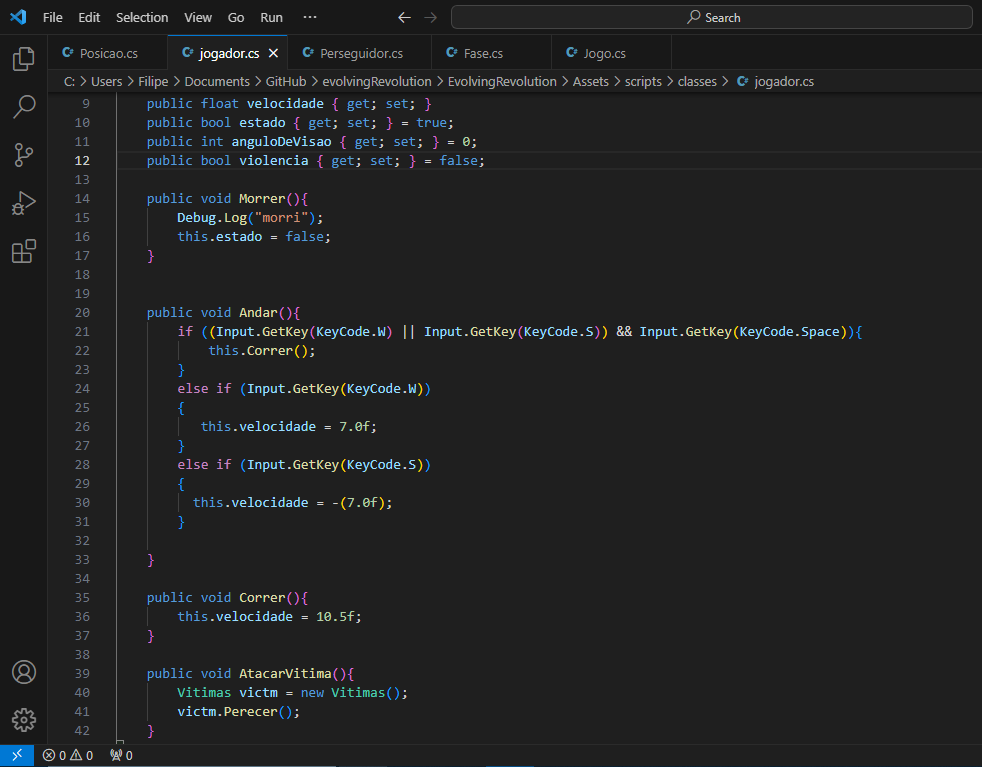 File Edit Selection View Go Run ··· Search
C# Posicao.cs C# jogador.cs C# Perseguidor.cs C# Fase.cs C# Jogo.cs
C: > Users > Filipe > Documents > GitHub > evolvingRevolution > EvolvingRevolution > Assets > scripts > classes > C# jogador.cs
9 public float velocidade { get; set; }
10 public bool estado { get; set; } = true;
11 public int anguloDeVisao { get; set; } = 0;
12 public bool violencia { get; set; } = false;
13
14 public void Morrer(){
15 Debug.Log("morri");
16 this.estado = false;
17 }
18
19
20 public void Andar(){
21 if ((Input.GetKey(KeyCode.W) || Input.GetKey(KeyCode.S)) && Input.GetKey(KeyCode.Space)){
22 this.Correr();
23 }
24 else if (Input.GetKey(KeyCode.W))
25 {
26 this.velocidade = 7.0f;
27 }
28 else if (Input.GetKey(KeyCode.S))
29 {
30 this.velocidade = -(7.0f);
31 }
32
33 }
34
35 public void Correr(){
36 this.velocidade = 10.5f;
37 }
38
39 public void AtacarVitima(){
40 Vitimas victm = new Vitimas();
41 victm.Perecer();
42 }
0 0 0